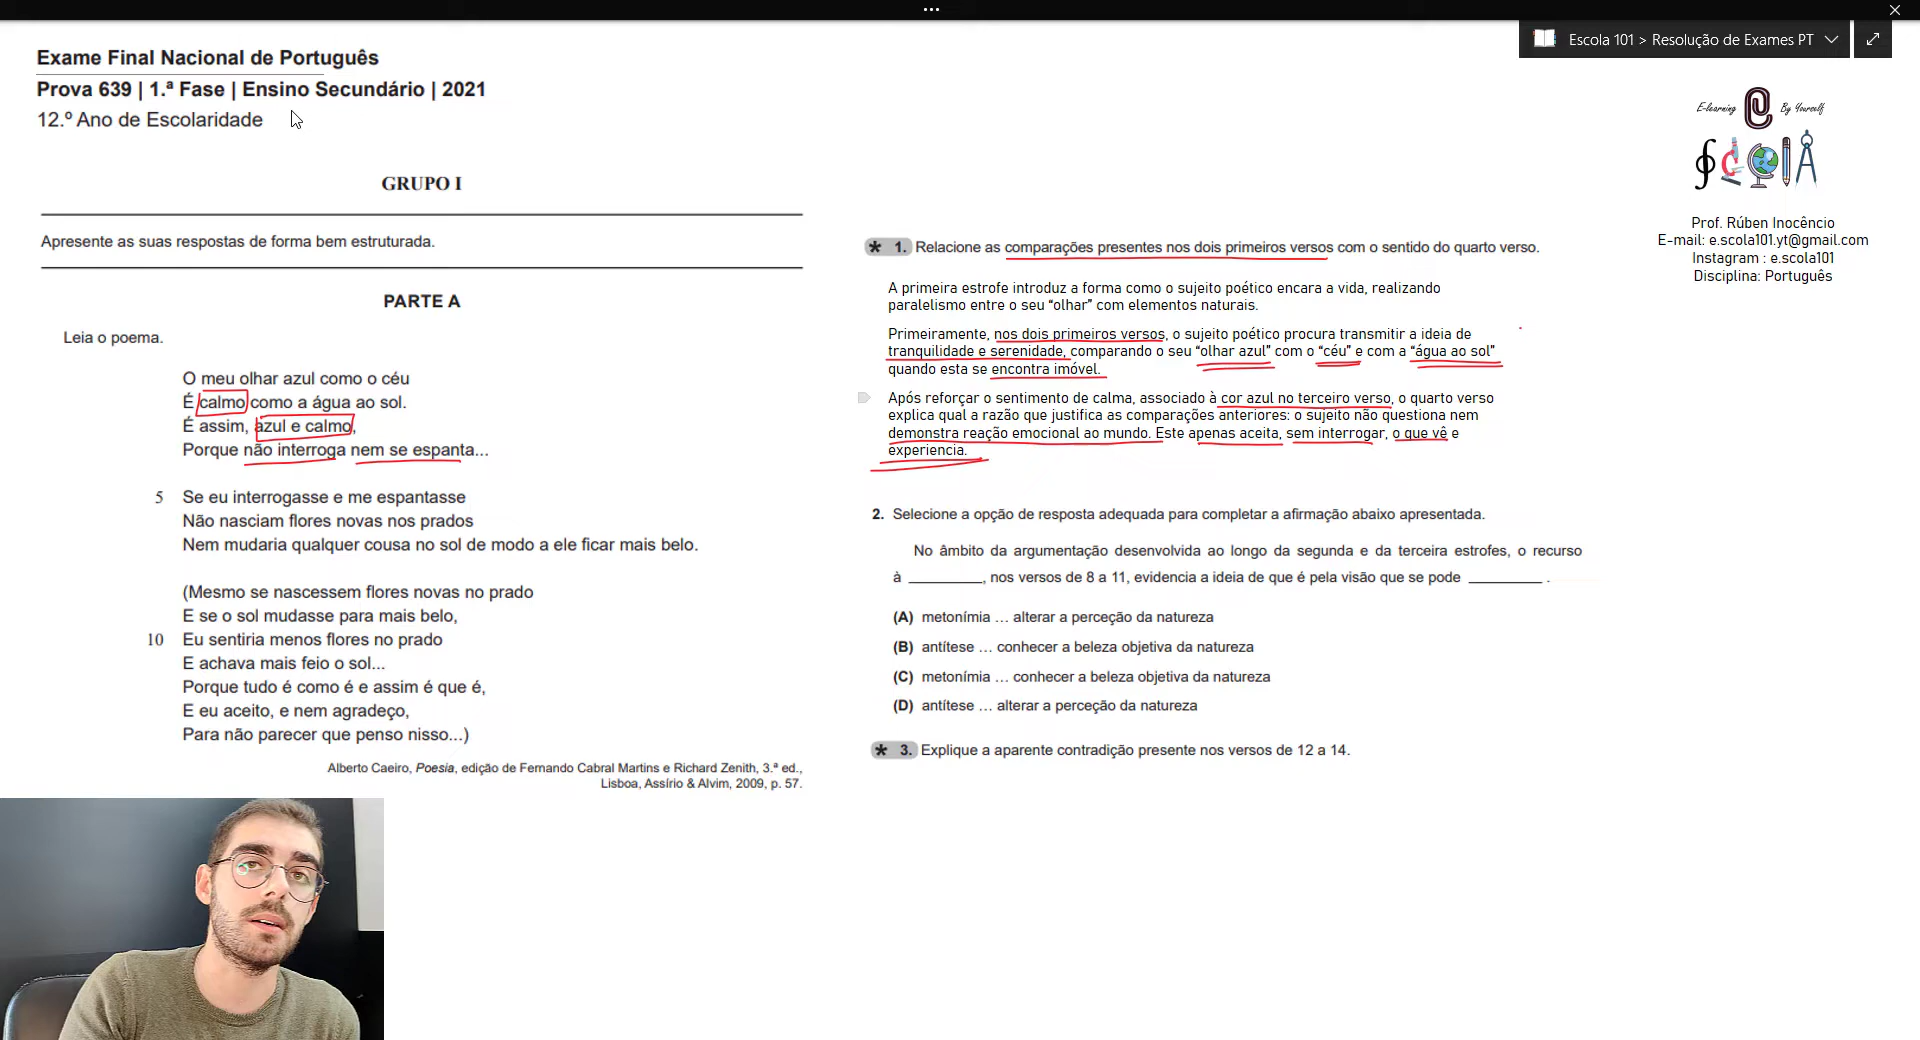 Escola 101 > Resolução de Exames PT
Exame Final Nacional de Português
Prova 639 | 1.ª Fase | Ensino Secundário | 2021
12.º Ano de Escolaridade
GRUPO I
Apresente as suas respostas de forma bem estruturada.
PARTE A
Leia o poema.
O meu olhar azul como o céu
É calmo como a água ao sol.
É assim, azul e calmo,
Porque não interroga nem se espanta...
5 Se eu interrogasse e me espantasse
Não nasciam flores novas nos prados
Nem mudaria qualquer cousa no sol de modo a ele ficar mais belo.
(Mesmo se nascessem flores novas no prado
E se o sol mudasse para mais belo,
10 Eu sentiria menos flores no prado
E achava mais feio o sol...
Porque tudo é como é e assim é que é,
E eu aceito, e nem agradeço,
Para não parecer que penso nisso...)
Alberto Caeiro, Poesia, edição de Fernando Cabral Martins e Richard Zenith, 3.ª ed.,
Lisboa, Assírio & Alvim, 2009, p. 57.
* 1. Relacione as comparações presentes nos dois primeiros versos com o sentido do quarto verso.
A primeira estrofe introduz a forma como o sujeito poético encara a vida, realizando
paralelismo entre o seu “olhar” com elementos naturais.
Primeiramente, nos dois primeiros versos, o sujeito poético procura transmitir a ideia de
tranquilidade e serenidade, comparando o seu “olhar azul” com o “céu” e com a “água ao sol”
quando esta se encontra imóvel.
Após reforçar o sentimento de calma, associado à cor azul no terceiro verso, o quarto verso
explica qual a razão que justifica as comparações anteriores: o sujeito não questiona nem
demonstra reação emocional ao mundo. Este apenas aceita, sem interrogar, o que vê e
experiencia.
2. Selecione a opção de resposta adequada para completar a afirmação abaixo apresentada.
No âmbito da argumentação desenvolvida ao longo da segunda e da terceira estrofes, o recurso
à _________, nos versos de 8 a 11, evidencia a ideia de que é pela visão que se pode _________ .
(A) metonímia … alterar a perceção da natureza
(B) antítese … conhecer a beleza objetiva da natureza
(C) metonímia … conhecer a beleza objetiva da natureza
(D) antítese … alterar a perceção da natureza
* 3. Explique a aparente contradição presente nos versos de 12 a 14.
E-learning @ By Yourself
Prof. Rúben Inocêncio
E-mail: e.scola101.yt@gmail.com
Instagram : e.scola101
Disciplina: Português